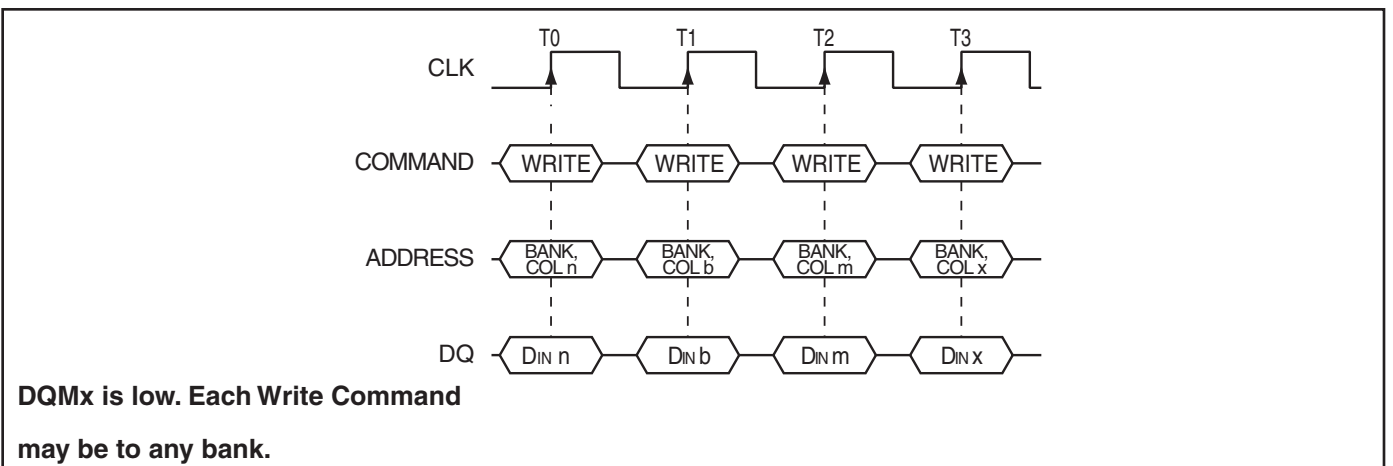 T0 T1 T2 T3
CLK
COMMAND WRITE WRITE WRITE WRITE
ADDRESS BANK, COL n BANK, COL b BANK, COL m BANK, COL x
DQ DIN n DIN b DIN m DIN x
DQMx is low. Each Write Command
may be to any bank.